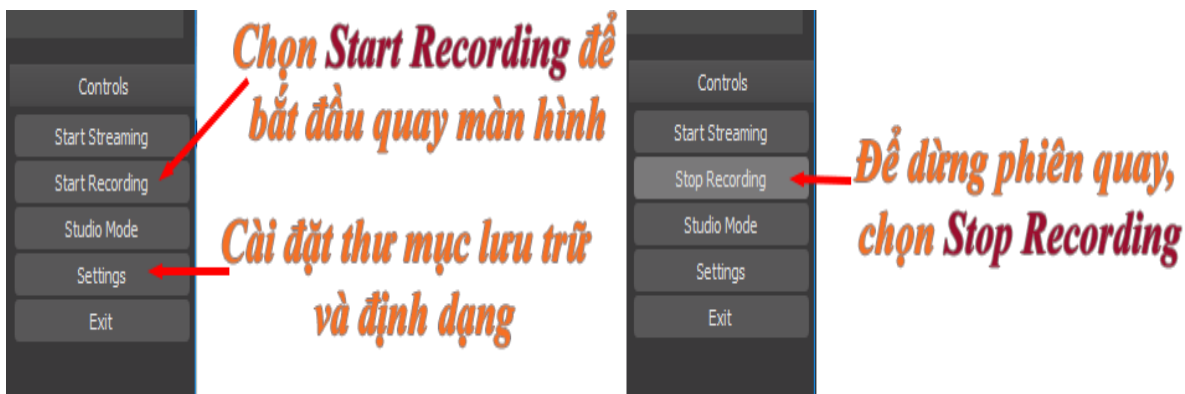 Controls
Start Streaming
Start Recording
Studio Mode
Settings
Exit
Chọn Start Recording để
bắt đầu quay màn hình
Cài đặt thư mục lưu trữ
và định dạng
Controls
Start Streaming
Stop Recording
Studio Mode
Settings
Exit
Để dừng phiên quay,
chọn Stop Recording